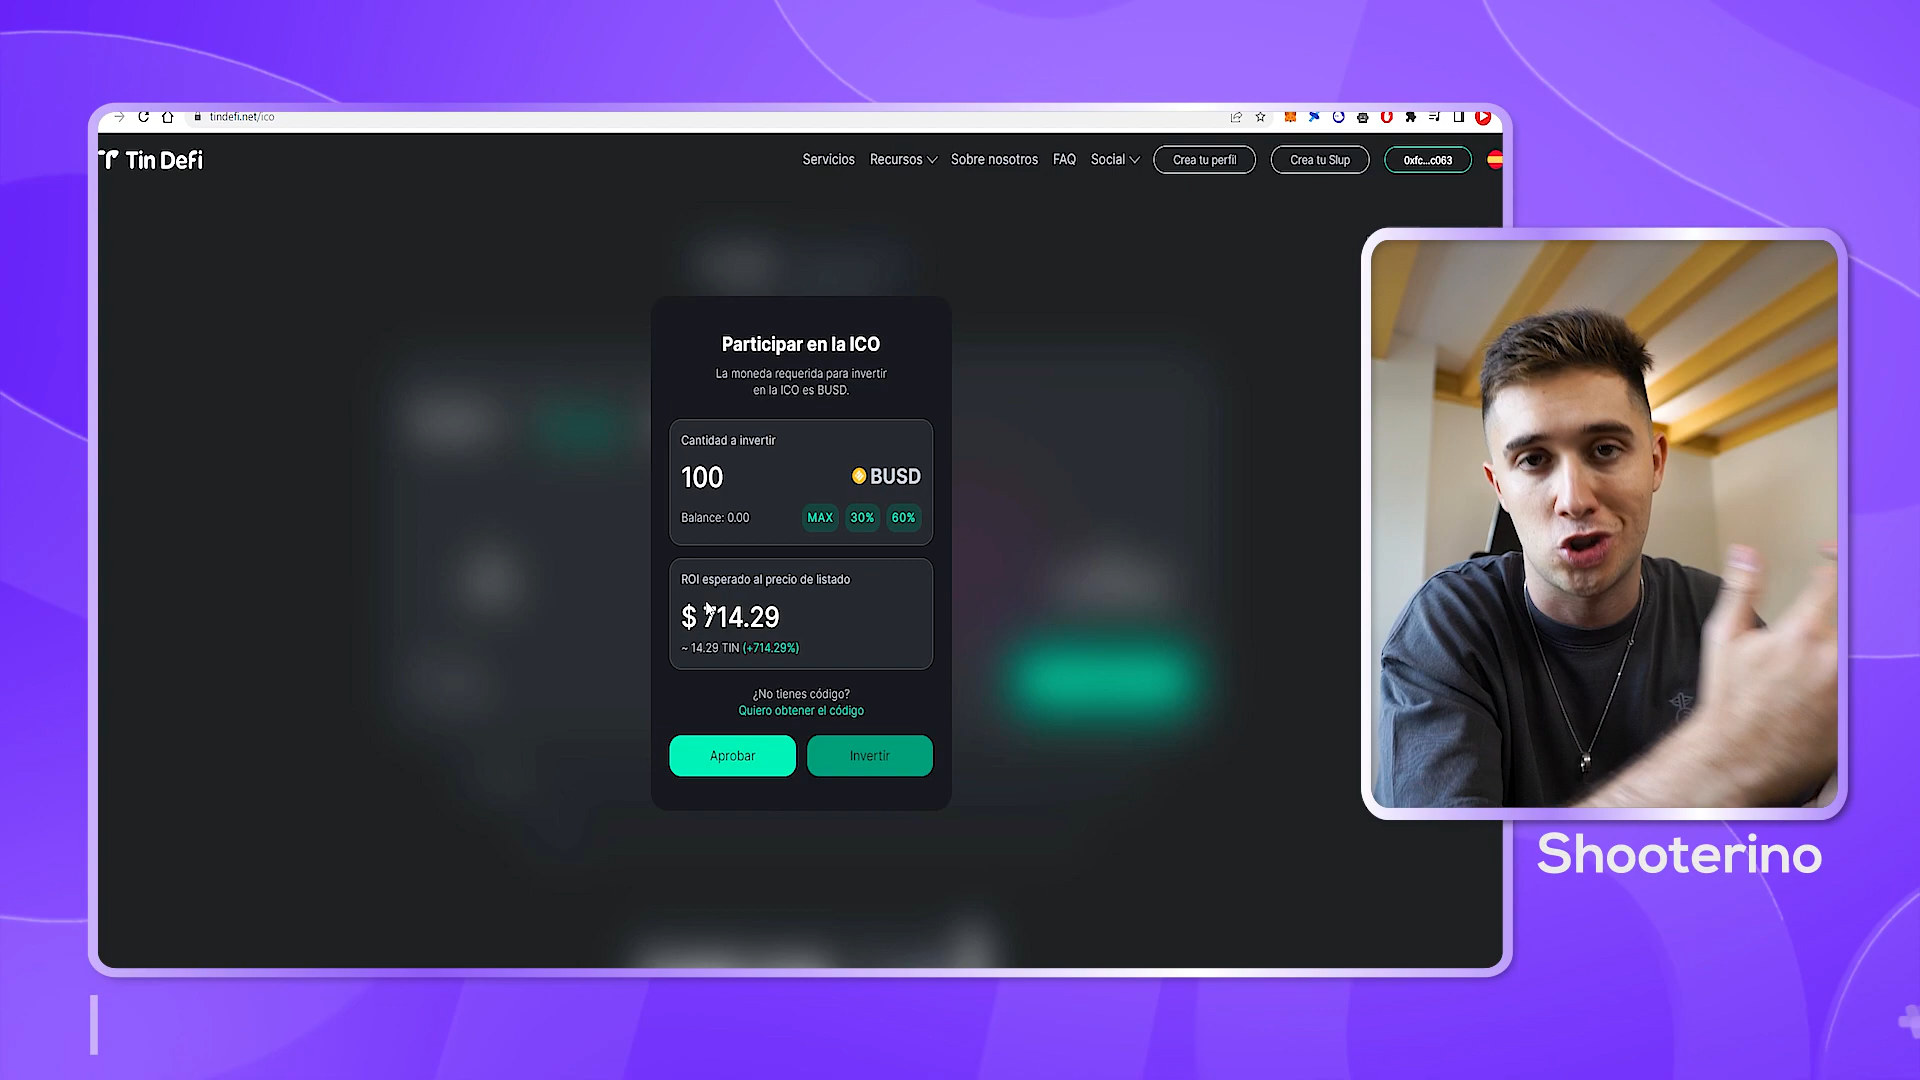 tindefi.net/ico
Tin Defi
Servicios
Recursos
Sobre nosotros
FAQ
Social
Crea tu perfil
Crea tu Slup
0xfc...c063
Participar en la ICO
La moneda requerida para invertir
en la ICO es BUSD.
Cantidad a invertir
100
BUSD
Balance: 0.00
MAX
30%
60%
ROI esperado al precio de listado
$ 714.29
~ 14.29 TIN (+714.29%)
¿No tienes código?
Quiero obtener el código
Aprobar
Invertir
Shooterino